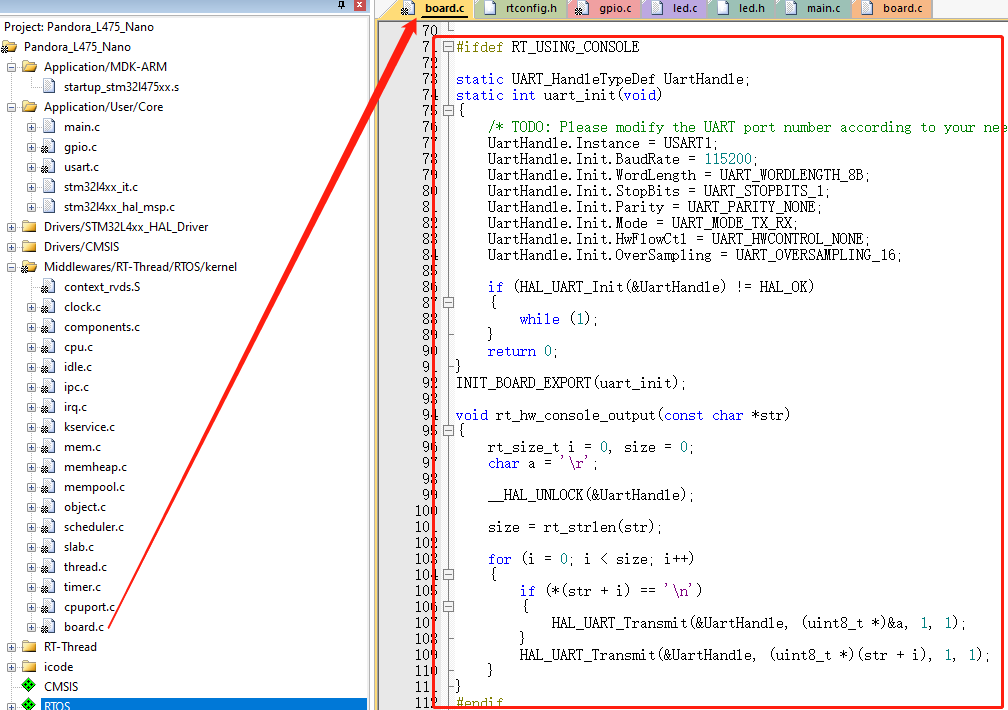 Project: Pandora_L475_Nano
Pandora_L475_Nano
Application/MDK-ARM
startup_stm32l475xx.s
Application/User/Core
main.c
gpio.c
usart.c
stm32l4xx_it.c
stm32l4xx_hal_msp.c
Drivers/STM32L4xx_HAL_Driver
Drivers/CMSIS
Middlewares/RT-Thread/RTOS/kernel
context_rvds.S
clock.c
components.c
cpu.c
idle.c
ipc.c
irq.c
kservice.c
mem.c
memheap.c
mempool.c
object.c
scheduler.c
slab.c
thread.c
timer.c
cpuport.c
board.c
RT-Thread
icode
CMSIS
RTOS
board.c rtconfig.h gpio.c led.c led.h main.c board.c
70
71 #ifdef RT_USING_CONSOLE
72
73 static UART_HandleTypeDef UartHandle;
74 static int uart_init(void)
75 {
76 /* TODO: Please modify the UART port number according to your
77 UartHandle.Instance = USART1;
78 UartHandle.Init.BaudRate = 115200;
79 UartHandle.Init.WordLength = UART_WORDLENGTH_8B;
80 UartHandle.Init.StopBits = UART_STOPBITS_1;
81 UartHandle.Init.Parity = UART_PARITY_NONE;
82 UartHandle.Init.Mode = UART_MODE_TX_RX;
83 UartHandle.Init.HwFlowCtl = UART_HWCONTROL_NONE;
84 UartHandle.Init.OverSampling = UART_OVERSAMPLING_16;
85
86 if (HAL_UART_Init(&UartHandle) != HAL_OK)
87 {
88 while (1);
89 }
90 return 0;
91 }
92 INIT_BOARD_EXPORT(uart_init);
93
94 void rt_hw_console_output(const char *str)
95 {
96 rt_size_t i = 0, size = 0;
97 char a = '\r';
98
99 __HAL_UNLOCK(&UartHandle);
100
101 size = rt_strlen(str);
102
103 for (i = 0; i < size; i++)
104 {
105 if (*(str + i) == '\n')
106 {
107 HAL_UART_Transmit(&UartHandle, (uint8_t *)&a, 1, 1);
108 }
109 HAL_UART_Transmit(&UartHandle, (uint8_t *)(str + i), 1, 1);
110 }
111 }
112 #endif